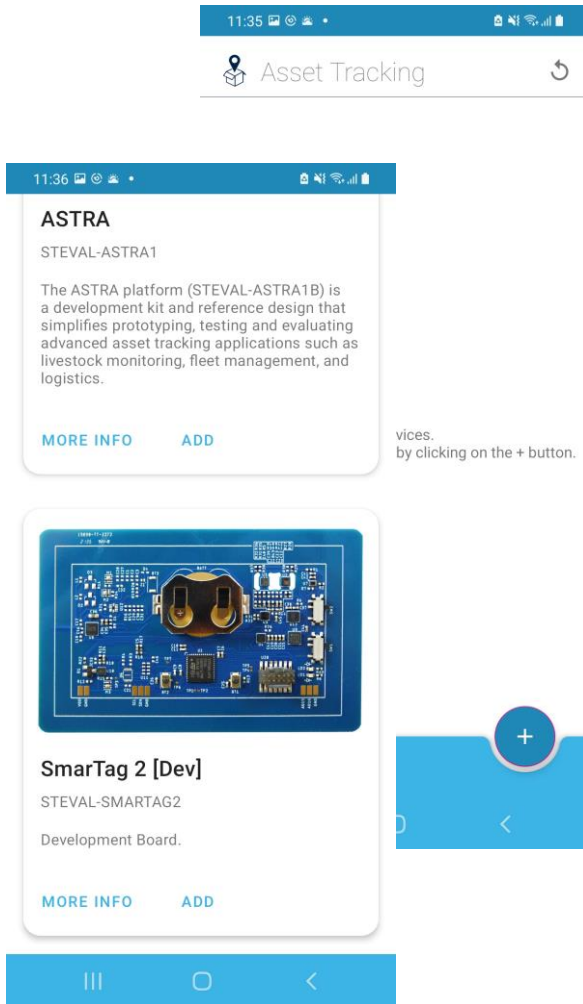 11:35
Asset Tracking
11:36
ASTRA
STEVAL-ASTRA1
The ASTRA platform (STEVAL-ASTRA1B) is
a development kit and reference design that
simplifies prototyping, testing and evaluating
advanced asset tracking applications such as
livestock monitoring, fleet management, and
logistics.
MORE INFO ADD
vices.
by clicking on the + button.
SmarTag 2 [Dev]
STEVAL-SMARTAG2
Development Board.
MORE INFO ADD
+